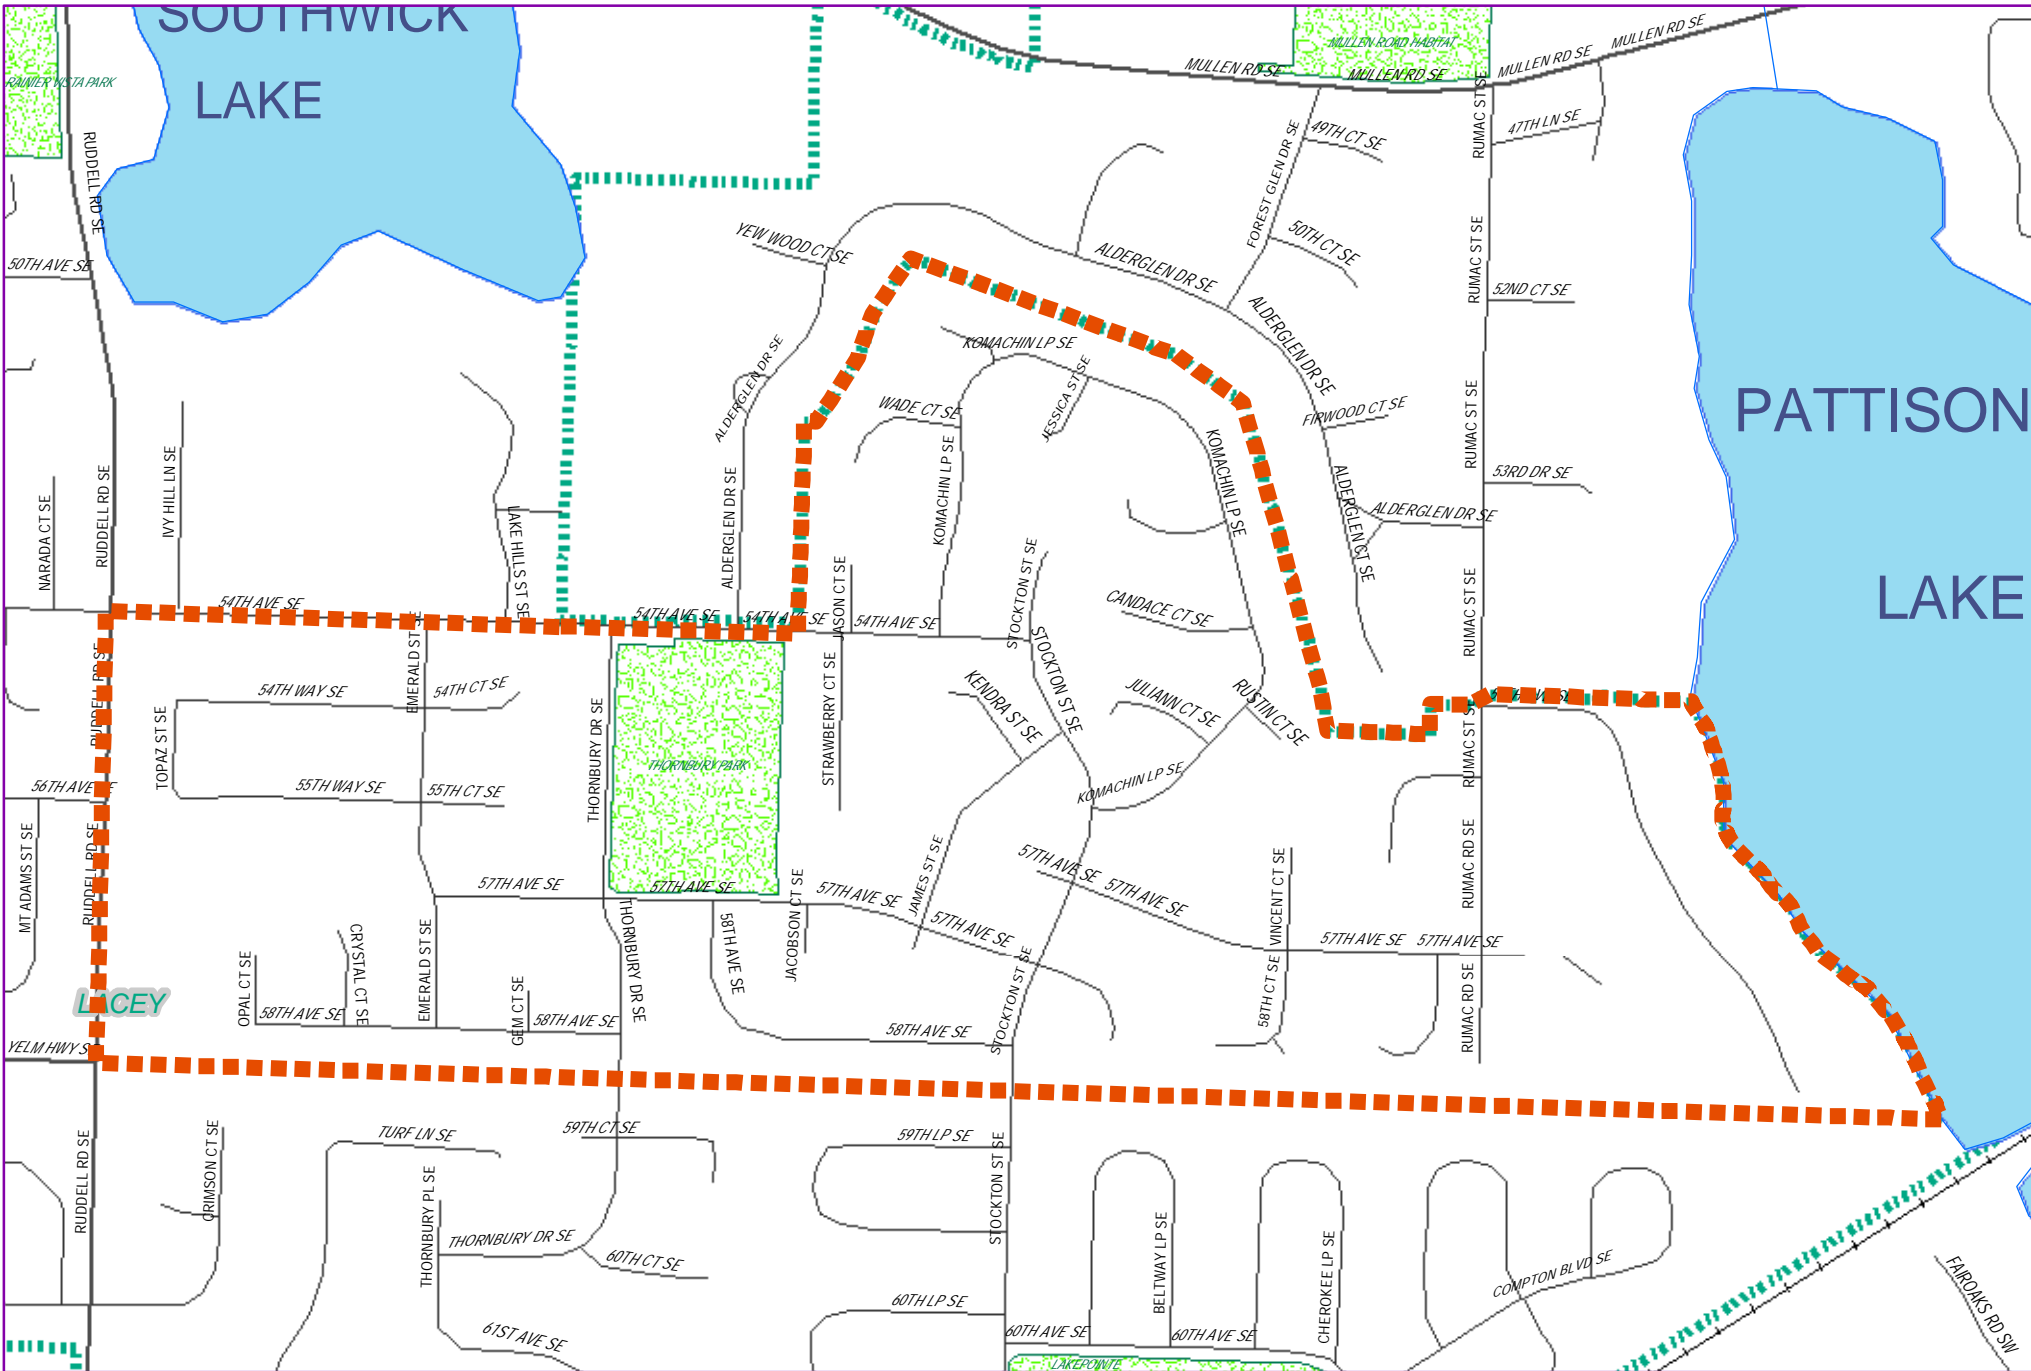 SOUTHWICK
LAKE
RAINIER VISTA PARK
MULLEN ROAD HABITAT
MULLEN RD SE
MULLEN RD SE
MULLEN RD SE
MULLEN RD SE
RUDDELL RD SE
RUMAC ST SE
47TH LN SE
49TH CT SE
FOREST GLEN DR SE
50TH CT SE
50TH AVE SE
YEW WOOD CT SE
ALDERGLEN DR SE
RUMAC ST SE
52ND CT SE
ALDERGLEN DR SE
KOMACHIN LP SE
ALDERGLEN DR SE
JESSICA ST SE
WADE CT SE
FIRWOOD CT SE
RUMAC ST SE
PATTISON
LAKE
KOMACHIN LP SE
KOMACHIN LP SE
53RD DR SE
ALDERGLEN DR SE
ALDERGLEN CT SE
NARADA CT SE
RUDDELL RD SE
IVY HILL LN SE
LAKE HILLS ST SE
ALDERGLEN DR SE
JASON CT SE
STOCKTON ST SE
54TH AVE SE
54TH AVE SE
54TH AVE SE
54TH AVE SE
CANDACE CT SE
RUMAC ST SE
EMERALD ST SE
RUDDELL RD SE
54TH WAY SE
54TH CT SE
TOPAZ ST SE
THORNBURY DR SE
THORNBURY PARK
STRAWBERRY CT SE
STOCKTON ST SE
KENDRA ST SE
JULIANN CT SE
RUSTIN CT SE
RUMAC ST SE
56TH AVE SE
55TH WAY SE
55TH CT SE
KOMACHIN LP SE
MT ADAMS ST SE
RUDDELL RD SE
57TH AVE SE
57TH AVE SE
57TH AVE SE
57TH AVE SE
JAMES ST SE
57TH AVE SE
57TH AVE SE
57TH AVE SE
57TH AVE SE
VINCENT CT SE
RUMAC RD SE
JACOBSON CT SE
58TH AVE SE
THORNBURY DR SE
EMERALD ST SE
CRYSTAL CT SE
OPAL CT SE
GEM CT SE
58TH AVE SE
58TH AVE SE
58TH AVE SE
STOCKTON ST SE
58TH CT SE
RUMAC RD SE
LACEY
YELM HWY S
RUDDELL RD SE
CRIMSON CT SE
TURF LN SE
59TH CT SE
59TH LP SE
STOCKTON ST SE
THORNBURY PL SE
THORNBURY DR SE
60TH CT SE
61ST AVE SE
60TH LP SE
60TH AVE SE
60TH AVE SE
BELTWAY LP SE
CHEROKEE LP SE
COMPTON BLVD SE
FAIROAKS RD SW
LAKEPOINTE